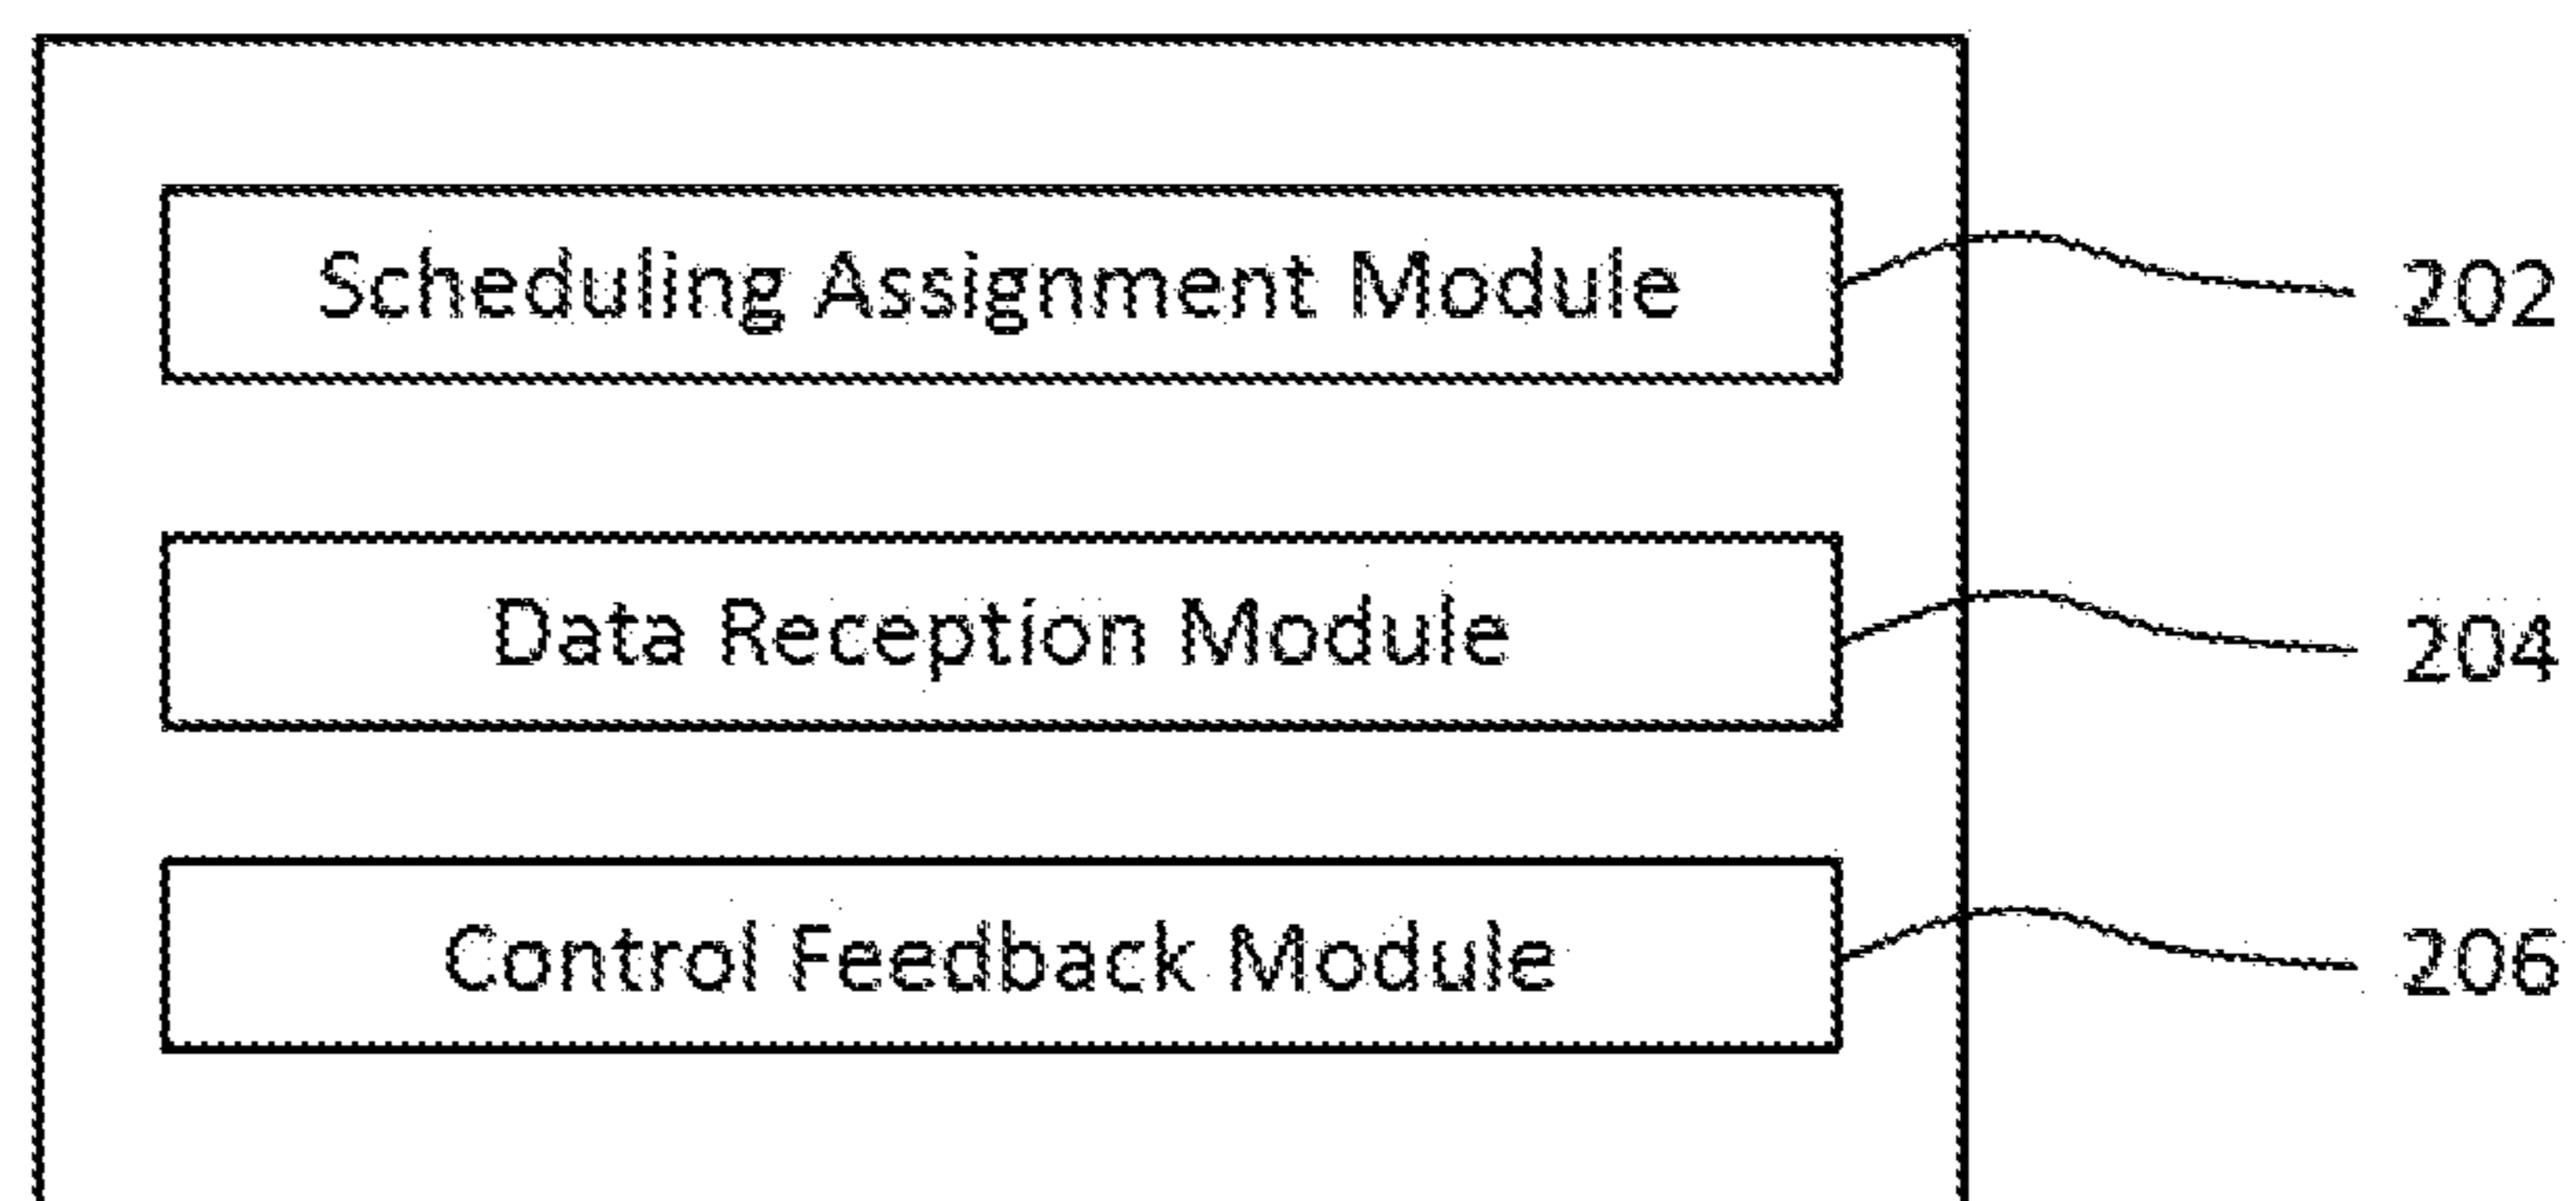 Scheduling Assignment Module
202
Data Reception Module
204
Control Feedback Module
206